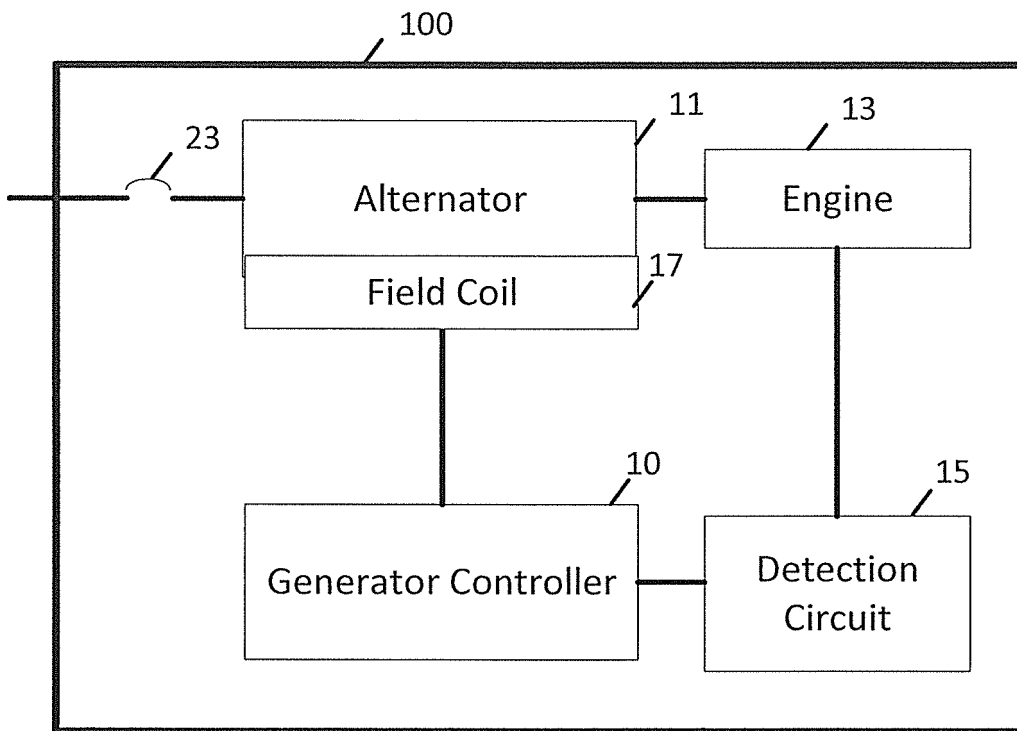 100
11
13
23
Alternator
Engine
17
Field Coil
10
15
Generator Controller
Detection
Circuit